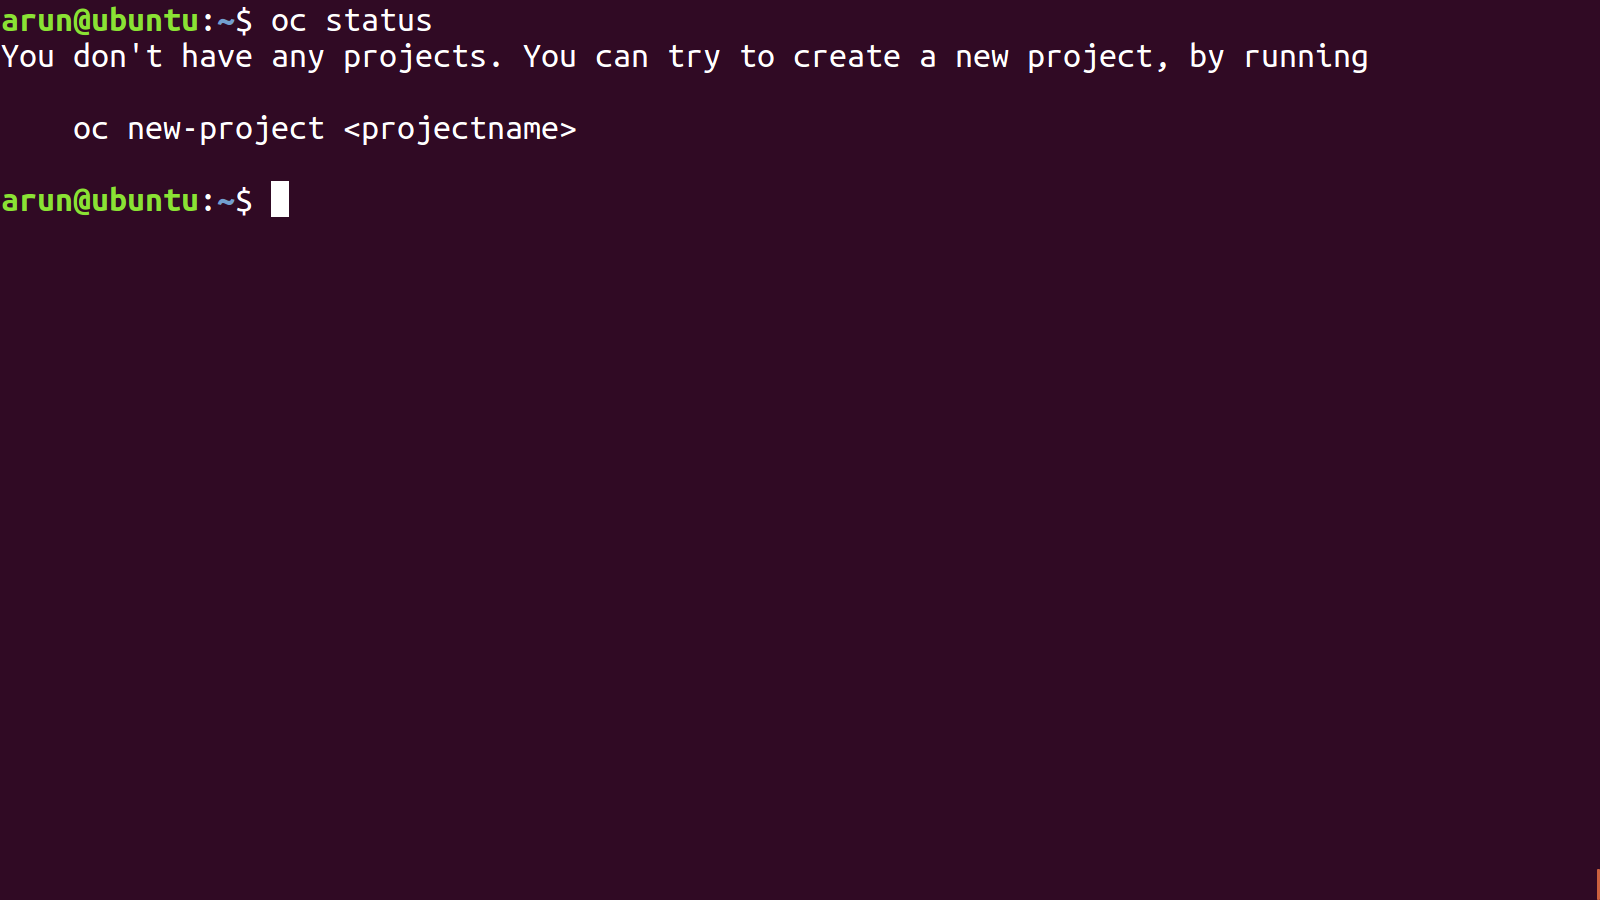 arun@ubuntu:~$ oc status
You don't have any projects. You can try to create a new project, by running
oc new-project <projectname>
arun@ubuntu:~$